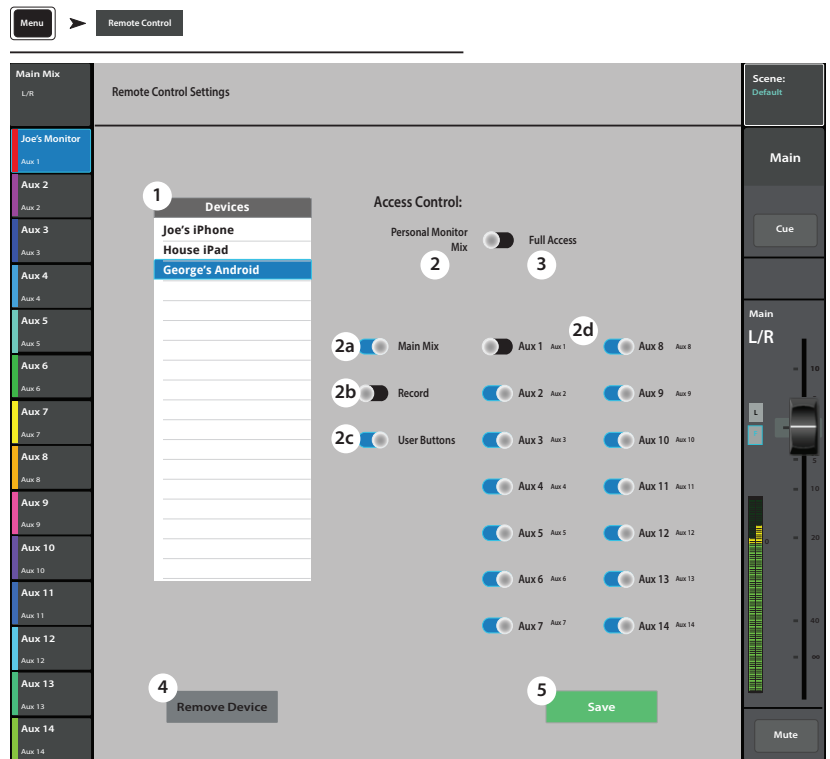 Menu
Remote Control
Main Mix
L/R
Joe's Monitor
Aux 1
Aux 2
Aux 2
Aux 3
Aux 3
Aux 4
Aux 4
Aux 5
Aux 5
Aux 6
Aux 6
Aux 7
Aux 7
Aux 8
Aux 8
Aux 9
Aux 9
Aux 10
Aux 10
Aux 11
Aux 11
Aux 12
Aux 12
Aux 13
Aux 13
Aux 14
Aux 14
Remote Control Settings
1
Devices
Joe's iPhone
House iPad
George's Android
Access Control:
Personal Monitor
Mix
Full Access
2
3
2a
Main Mix
2b
Record
2c
User Buttons
2d
Aux 1 Aux 1
Aux 2 Aux 2
Aux 3 Aux 3
Aux 4 Aux 4
Aux 5 Aux 5
Aux 6 Aux 6
Aux 7 Aux 7
Aux 8 Aux 8
Aux 9 Aux 9
Aux 10 Aux 10
Aux 11 Aux 11
Aux 12 Aux 12
Aux 13 Aux 13
Aux 14 Aux 14
4
Remove Device
5
Save
Scene:
Default
Main
Cue
Main
L/R
10
L
5
10
0
20
40
∞
Mute